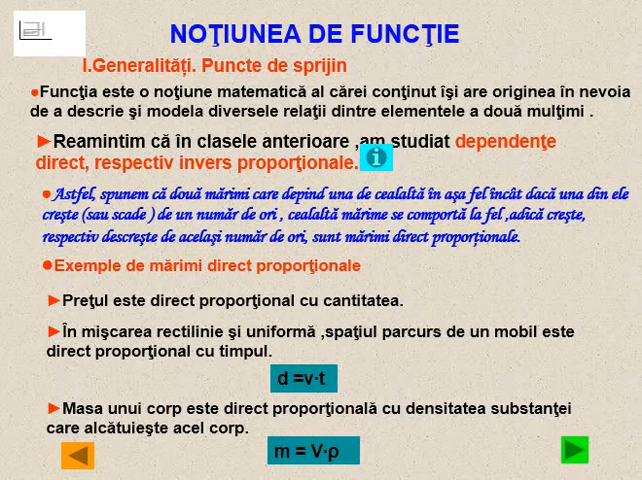 NOŢIUNEA DE FUNCŢIE
I.Generalităţi. Puncte de sprijin
●Funcţia este o noţiune matematică al cărei conţinut îşi are originea în nevoia
de a descrie şi modela diversele relaţii dintre elementele a două mulţimi .
►Reamintim că în clasele anterioare ,am studiat dependenţe
direct, respectiv invers proporţionale.
●Astfel, spunem că două mărimi care depind una de cealaltă în aşa fel încât dacă una din ele
creşte (sau scade ) de un număr de ori , cealaltă mărime se comportă la fel ,adică creşte,
respectiv descreşte de acelaşi număr de ori, sunt mărimi direct proporţionale.
●Exemple de mărimi direct proporţionale
►Preţul este direct proporţional cu cantitatea.
►În mişcarea rectilinie şi uniformă ,spaţiul parcurs de un mobil este
direct proporţional cu timpul.
d =v·t
►Masa unui corp este direct proporţională cu densitatea substanţei
care alcătuieşte acel corp.
m = V·ρ